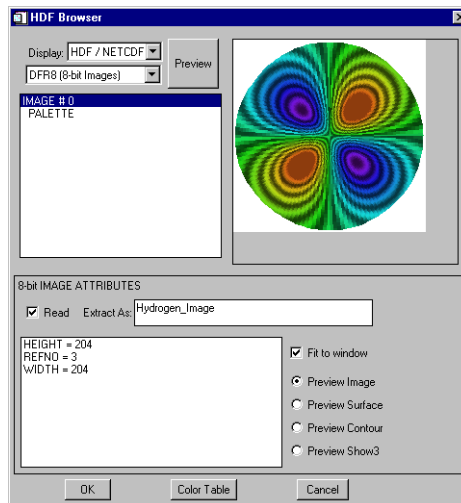 HDF Browser
Display: HDF / NETCDF
DFR8 (8-bit Images)
Preview
IMAGE # 0
PALETTE
8-bit IMAGE ATTRIBUTES
Read Extract As: Hydrogen_Image
HEIGHT = 204
REFNO = 3
WIDTH = 204
Fit to window
Preview Image
Preview Surface
Preview Contour
Preview Show3
OK Color Table Cancel